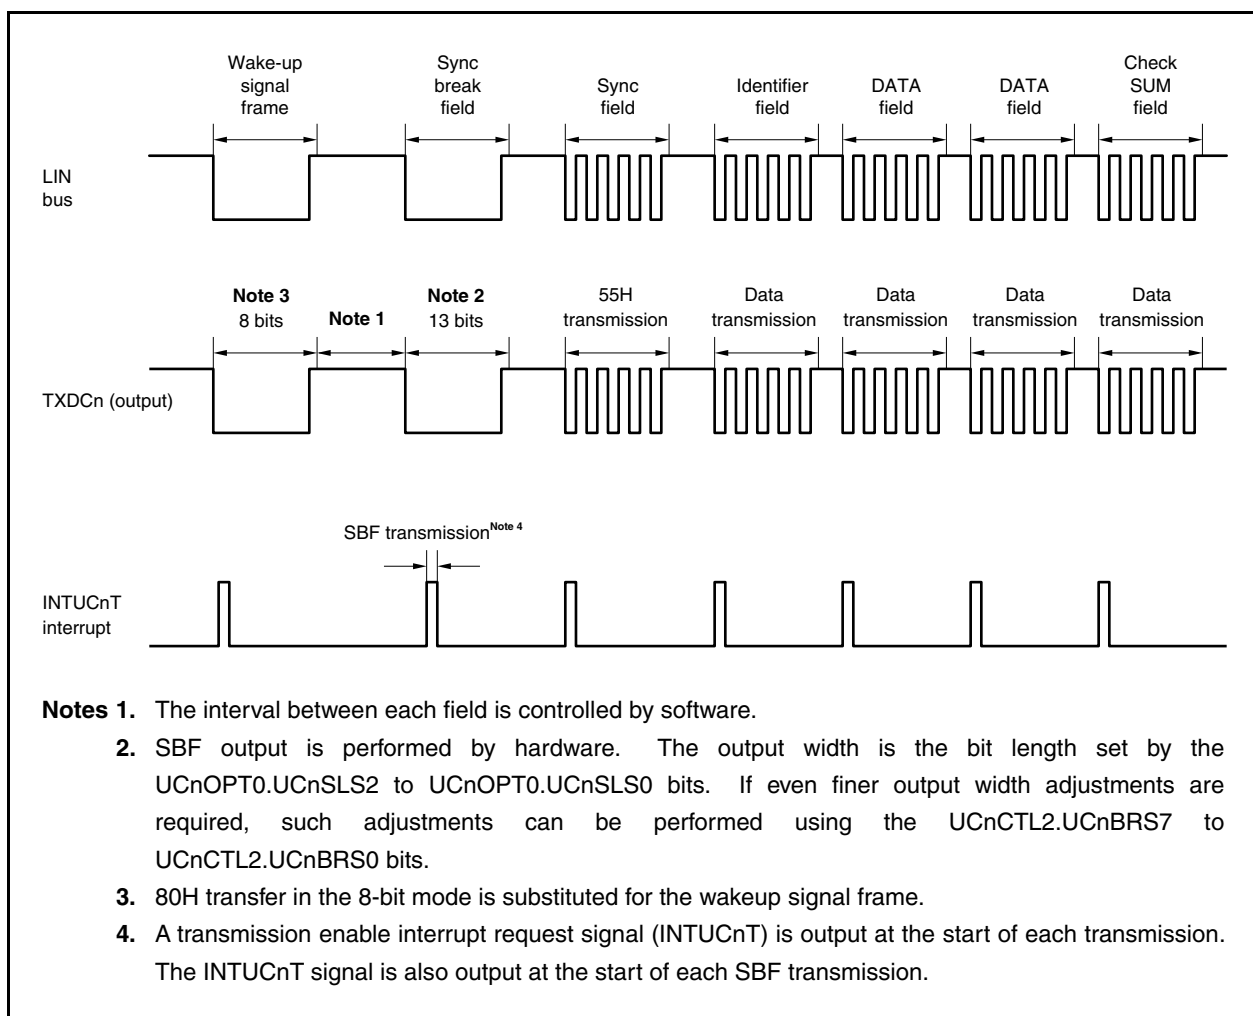 Wake-up
signal
frame
Sync
break
field
Sync
field
Identifier
field
DATA
field
DATA
field
Check
SUM
field
LIN
bus
Note 3
8 bits
Note 1
Note 2
13 bits
55H
transmission
Data
transmission
Data
transmission
Data
transmission
Data
transmission
TXDCn (output)
SBF transmission Note 4
INTUCnT
interrupt
Notes 1. The interval between each field is controlled by software.
2. SBF output is performed by hardware. The output width is the bit length set by the
UCnOPT0.UCnSLS2 to UCnOPT0.UCnSLS0 bits. If even finer output width adjustments are
required, such adjustments can be performed using the UCnCTL2.UCnBRS7 to
UCnCTL2.UCnBRS0 bits.
3. 80H transfer in the 8-bit mode is substituted for the wakeup signal frame.
4. A transmission enable interrupt request signal (INTUCnT) is output at the start of each transmission.
The INTUCnT signal is also output at the start of each SBF transmission.